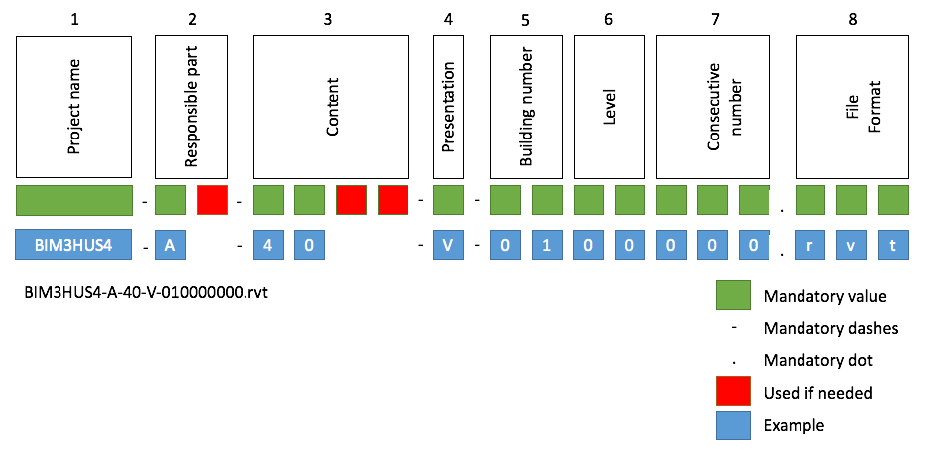 1 2 3 4 5 6 7 8
Project name
Responsible part
Content
Presentation
Building number
Level
Consecutive
number
File
Format
- - - - .
BIM3HUS4 - A - 4 0 - V - 0 1 0 0 0 0 0 . r v t
BIM3HUS4-A-40-V-010000000.rvt
Mandatory value
- Mandatory dashes
. Mandatory dot
Used if needed
Example